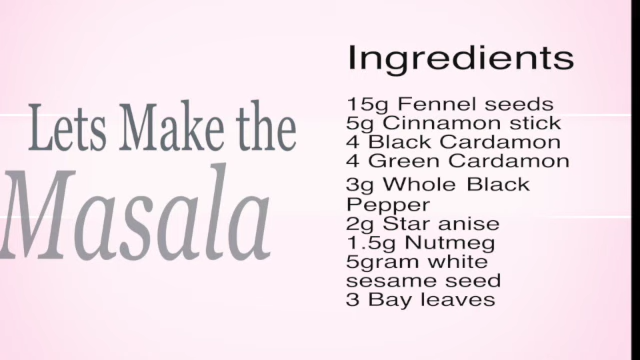 Lets Make the
Masala
Ingredients
15g Fennel seeds
5g Cinnamon stick
4 Black Cardamon
4 Green Cardamon
3g Whole Black
Pepper
2g Star anise
1.5g Nutmeg
5gram white
sesame seed
3 Bay leaves